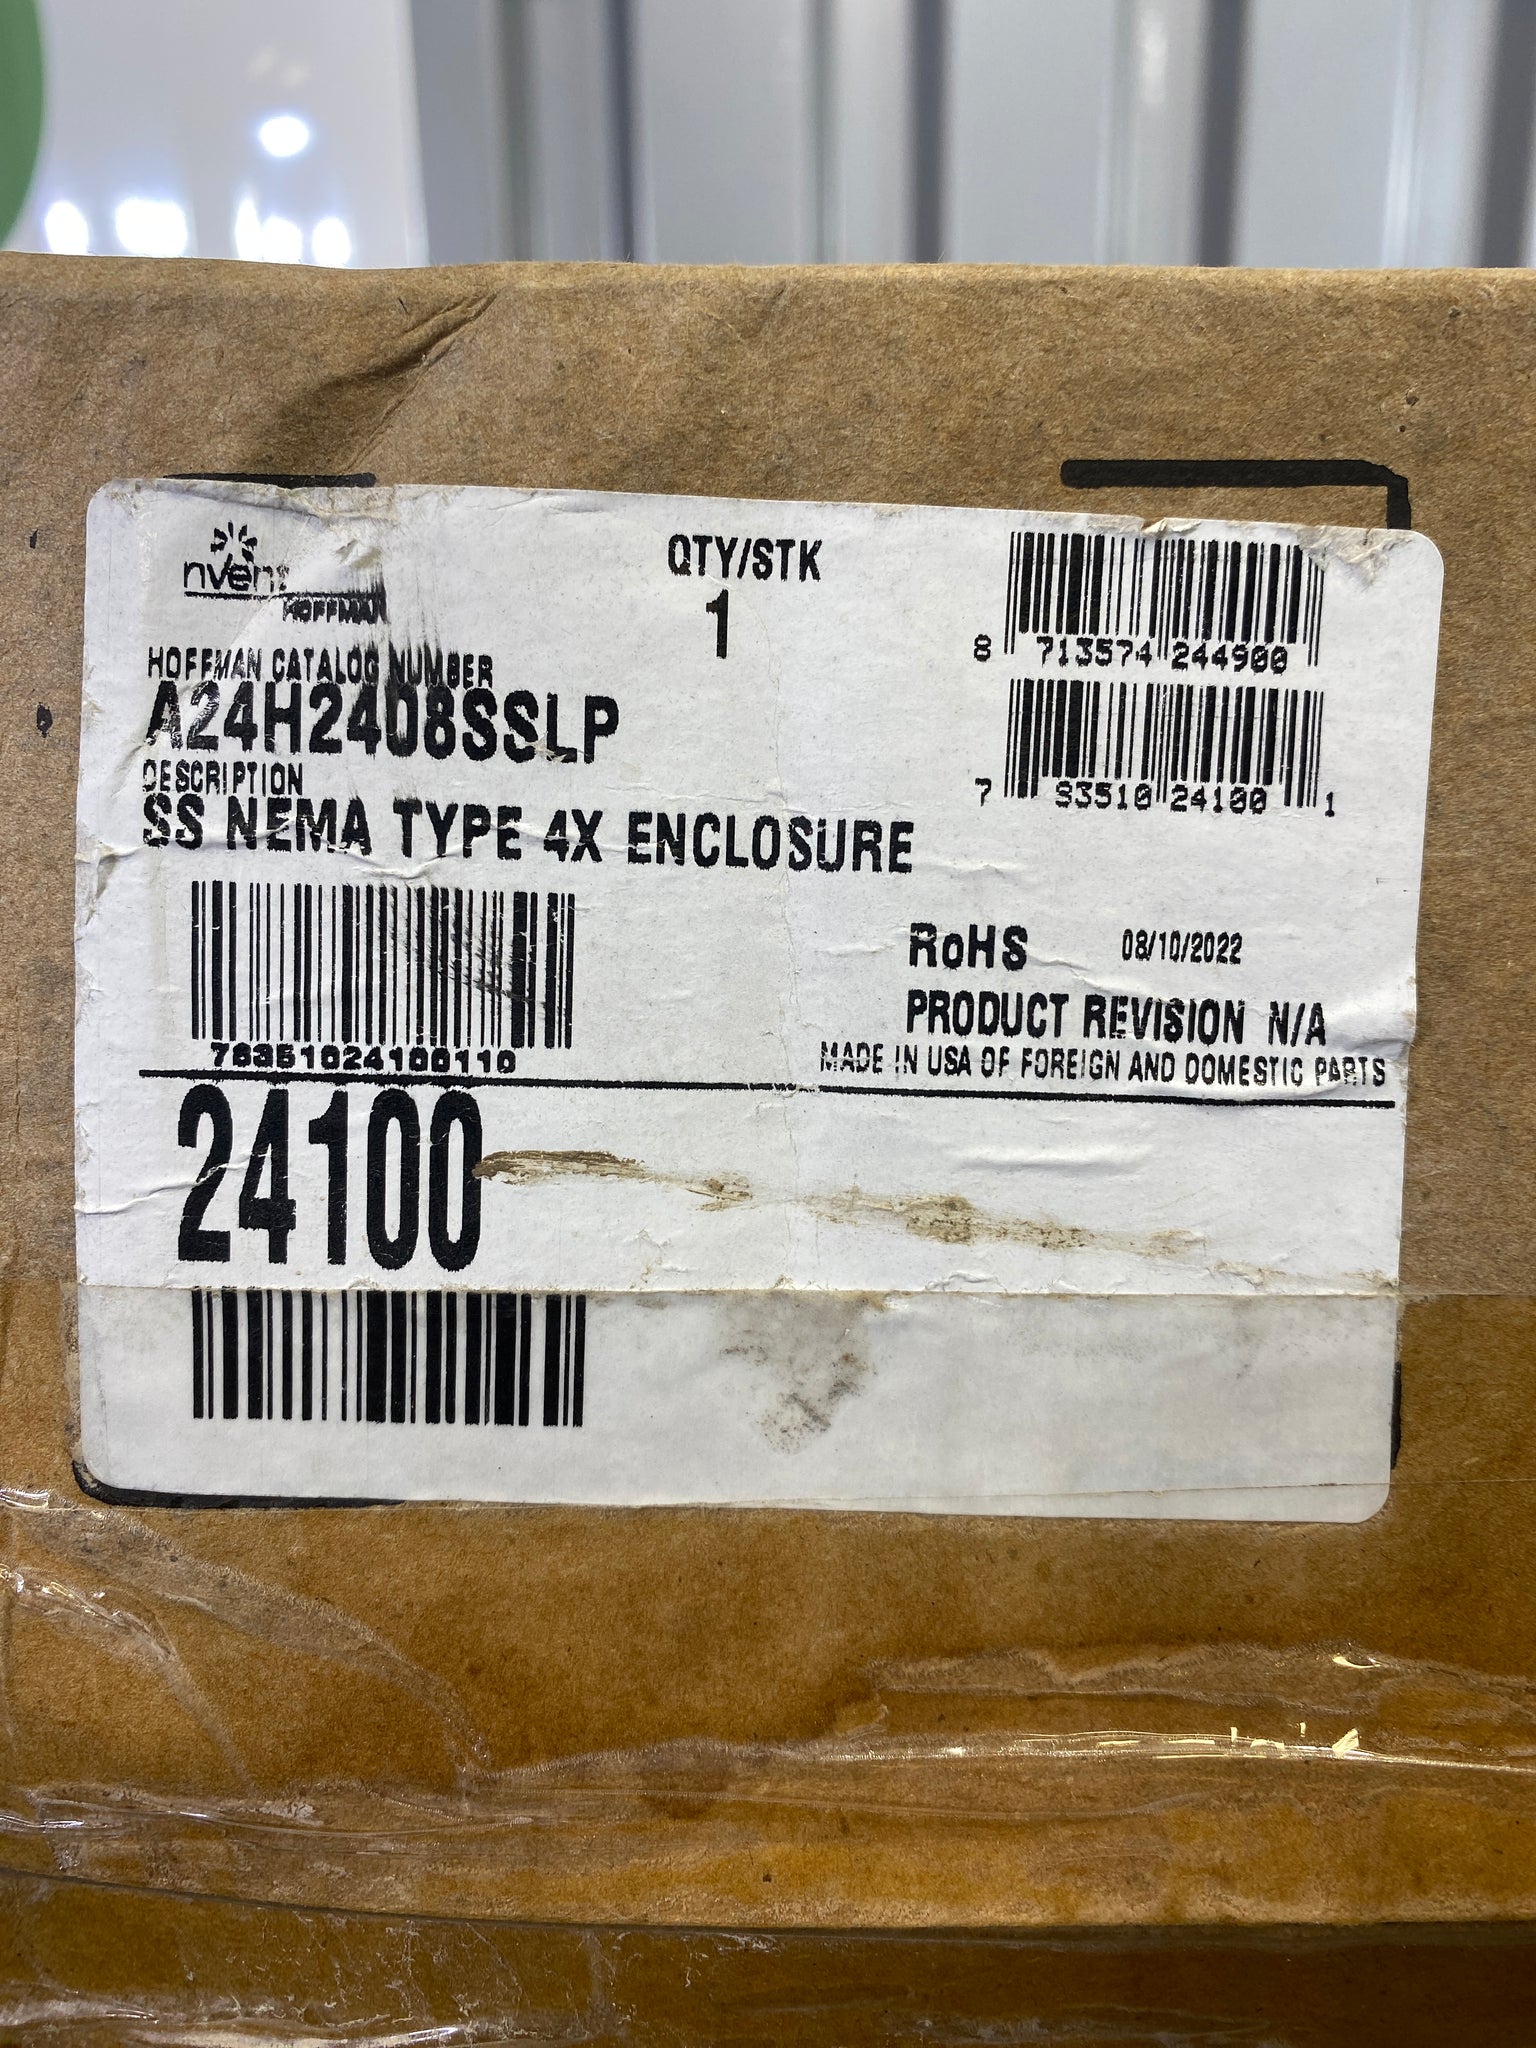 nvent
HOFFMAN
QTY/STK
1
8 713574 244900
HOFFMAN CATALOG NUMBER
A24H2408SSLP
7 83510 24100 1
DESCRIPTION
SS NEMA TYPE 4X ENCLOSURE
RoHS 08/10/2022
PRODUCT REVISION N/A
MADE IN USA OF FOREIGN AND DOMESTIC PARTS
78351024100110
24100